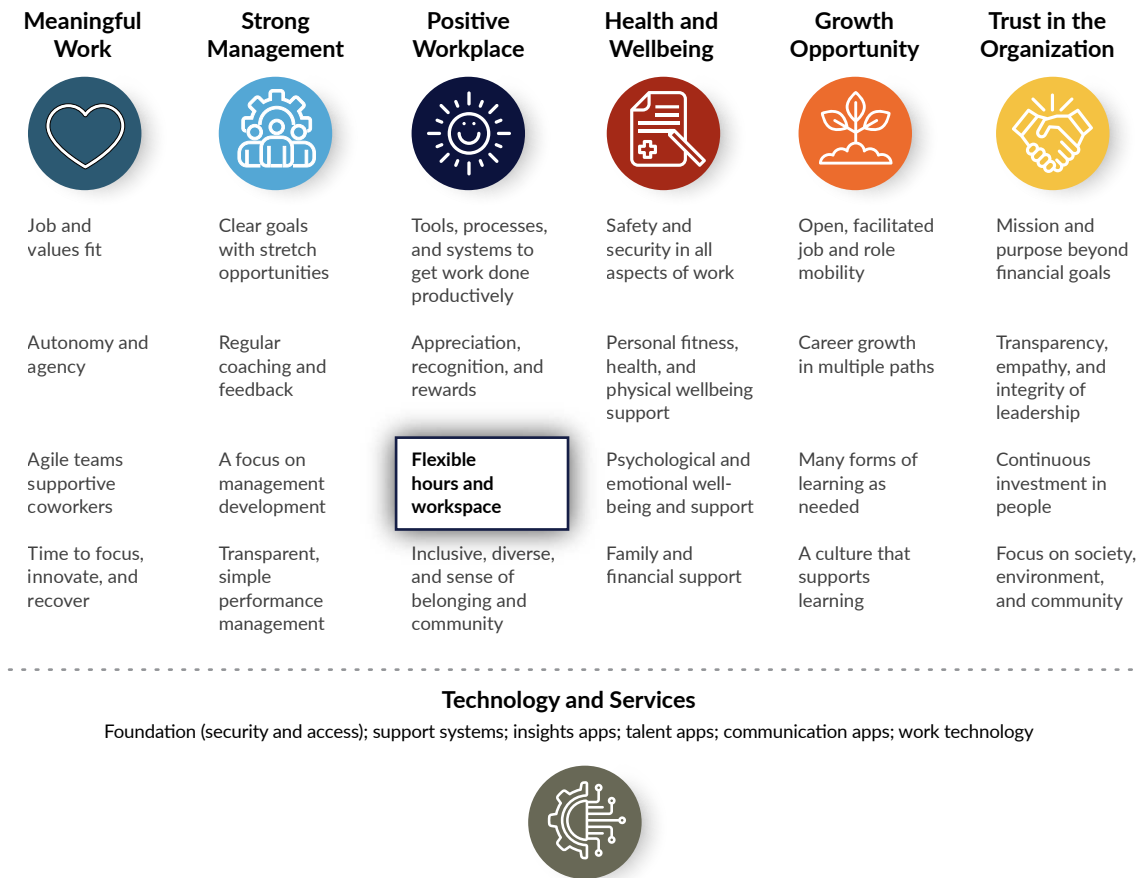 Meaningful
Work
Strong
Management
Positive
Workplace
Health and
Wellbeing
Growth
Opportunity
Trust in the
Organization
Job and
values fit
Clear goals
with stretch
opportunities
Tools, processes,
and systems to
get work done
productively
Safety and
security in all
aspects of work
Open, facilitated
job and role
mobility
Mission and
purpose beyond
financial goals
Autonomy and
agency
Regular
coaching and
feedback
Appreciation,
recognition, and
rewards
Personal fitness,
health, and
physical wellbeing
support
Career growth
in multiple paths
Transparency,
empathy, and
integrity of
leadership
Agile teams
supportive
coworkers
A focus on
management
development
Flexible
hours and
workspace
Psychological and
emotional well-
being and support
Many forms of
learning as
needed
Continuous
investment in
people
Time to focus,
innovate, and
recover
Transparent,
simple
performance
management
Inclusive, diverse,
and sense of
belonging and
community
Family and
financial support
A culture that
supports
learning
Focus on society,
environment,
and community
Technology and Services
Foundation (security and access); support systems; insights apps; talent apps; communication apps; work technology